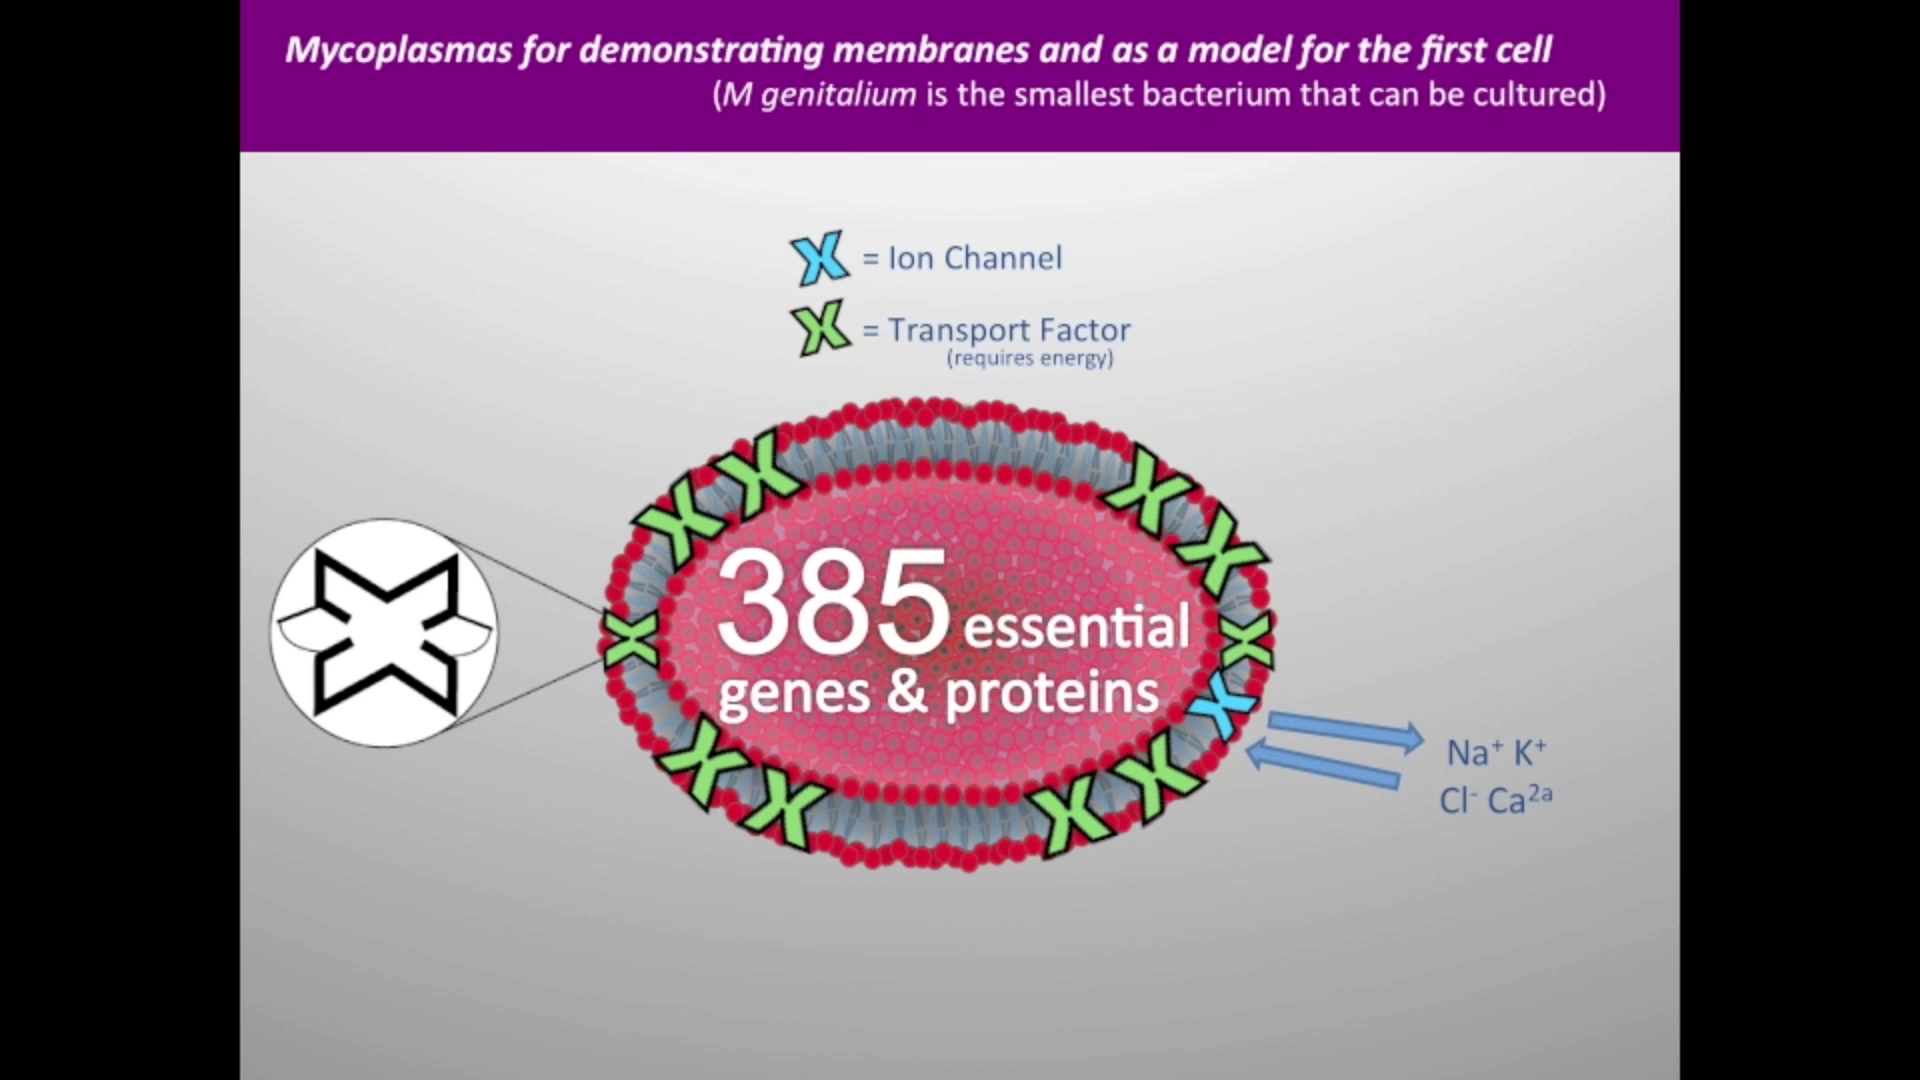 Mycoplasmas for demonstrating membranes and as a model for the first cell
(M genitalium is the smallest bacterium that can be cultured)
= Ion Channel
= Transport Factor
(requires energy)
385 essential
genes & proteins
Na⁺ K⁺
Cl⁻ Ca²ᵃ